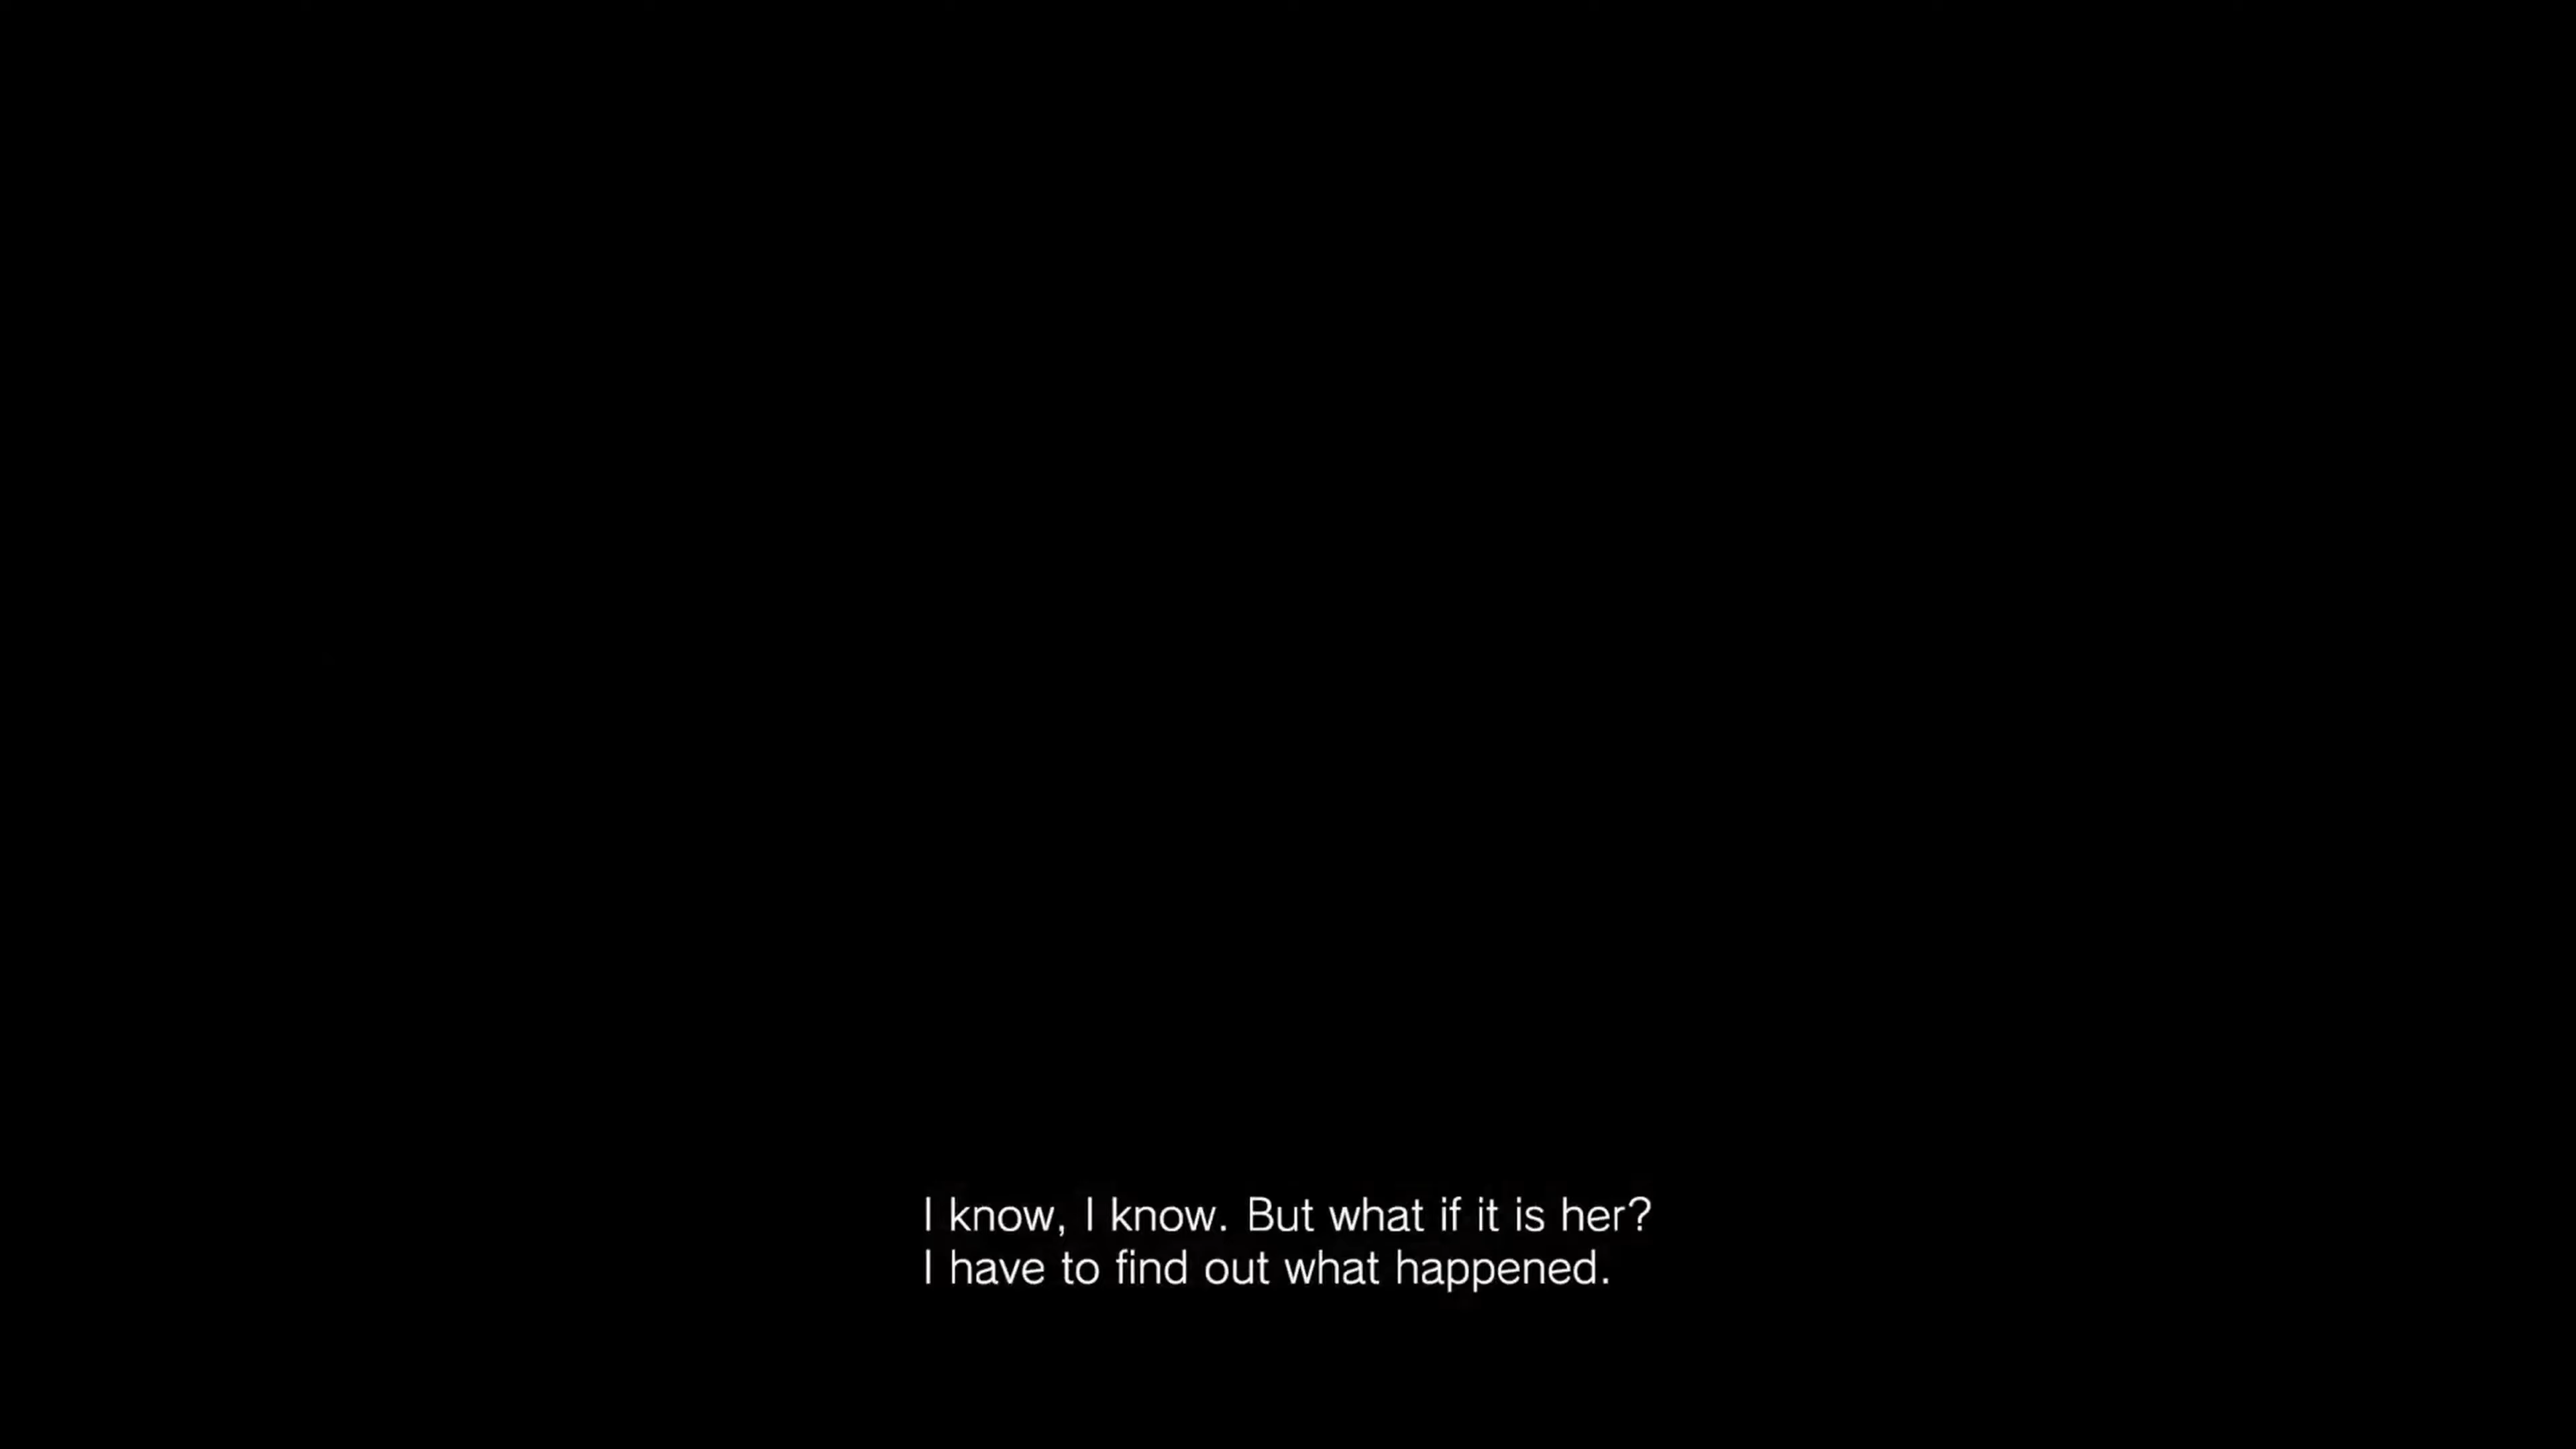 I know, I know. But what if it is her?
I have to find out what happened.